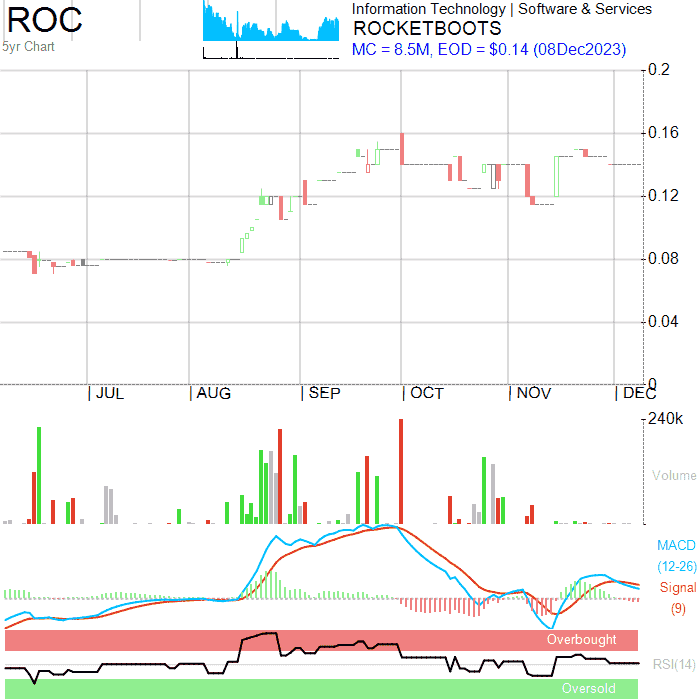 ROC
5yr Chart
Information Technology | Software & Services
ROCKETBOOTS
MC = 8.5M, EOD = $0.14 (08Dec2023)
0.2
0.16
0.12
0.08
0.04
0
JUL AUG SEP OCT NOV DEC
240k
Volume
MACD
(12-26)
Signal
(9)
Overbought
RSI(14)
Oversold